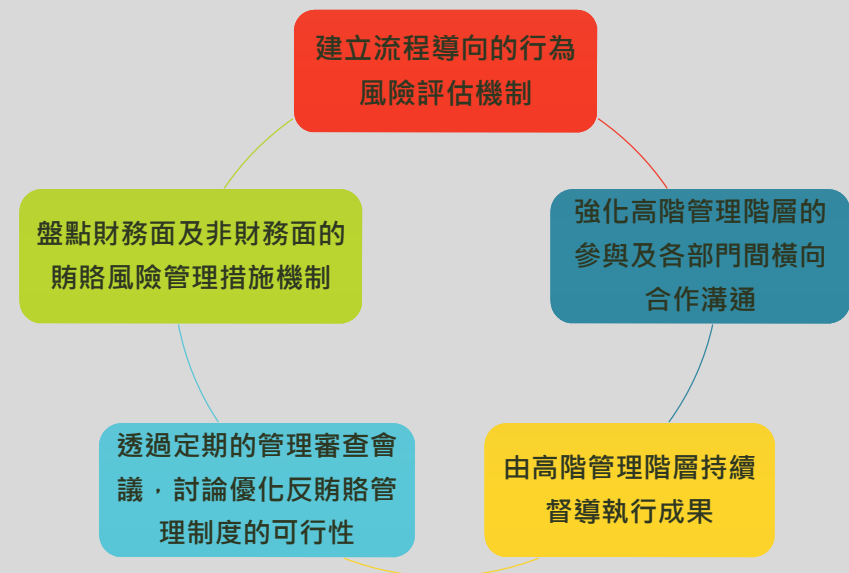 建立流程導向的行為
風險評估機制
強化高階管理階層的
參與及各部門間橫向
合作溝通
由高階管理階層持續
督導執行成果
透過定期的管理審查會
議，討論優化反賄賂管
理制度的可行性
盤點財務面及非財務面的
賄賂風險管理措施機制